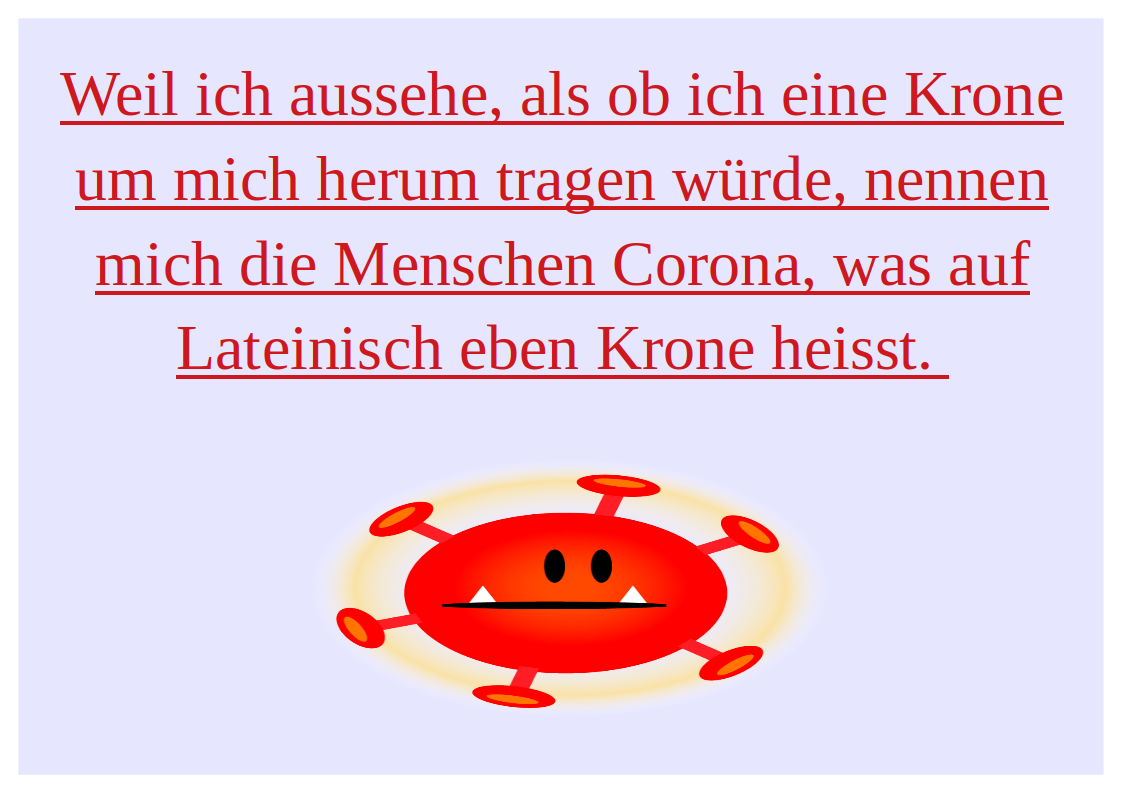 Weil ich aussehe, als ob ich eine Krone
um mich herum tragen würde, nennen
mich die Menschen Corona, was auf
Lateinisch eben Krone heisst.